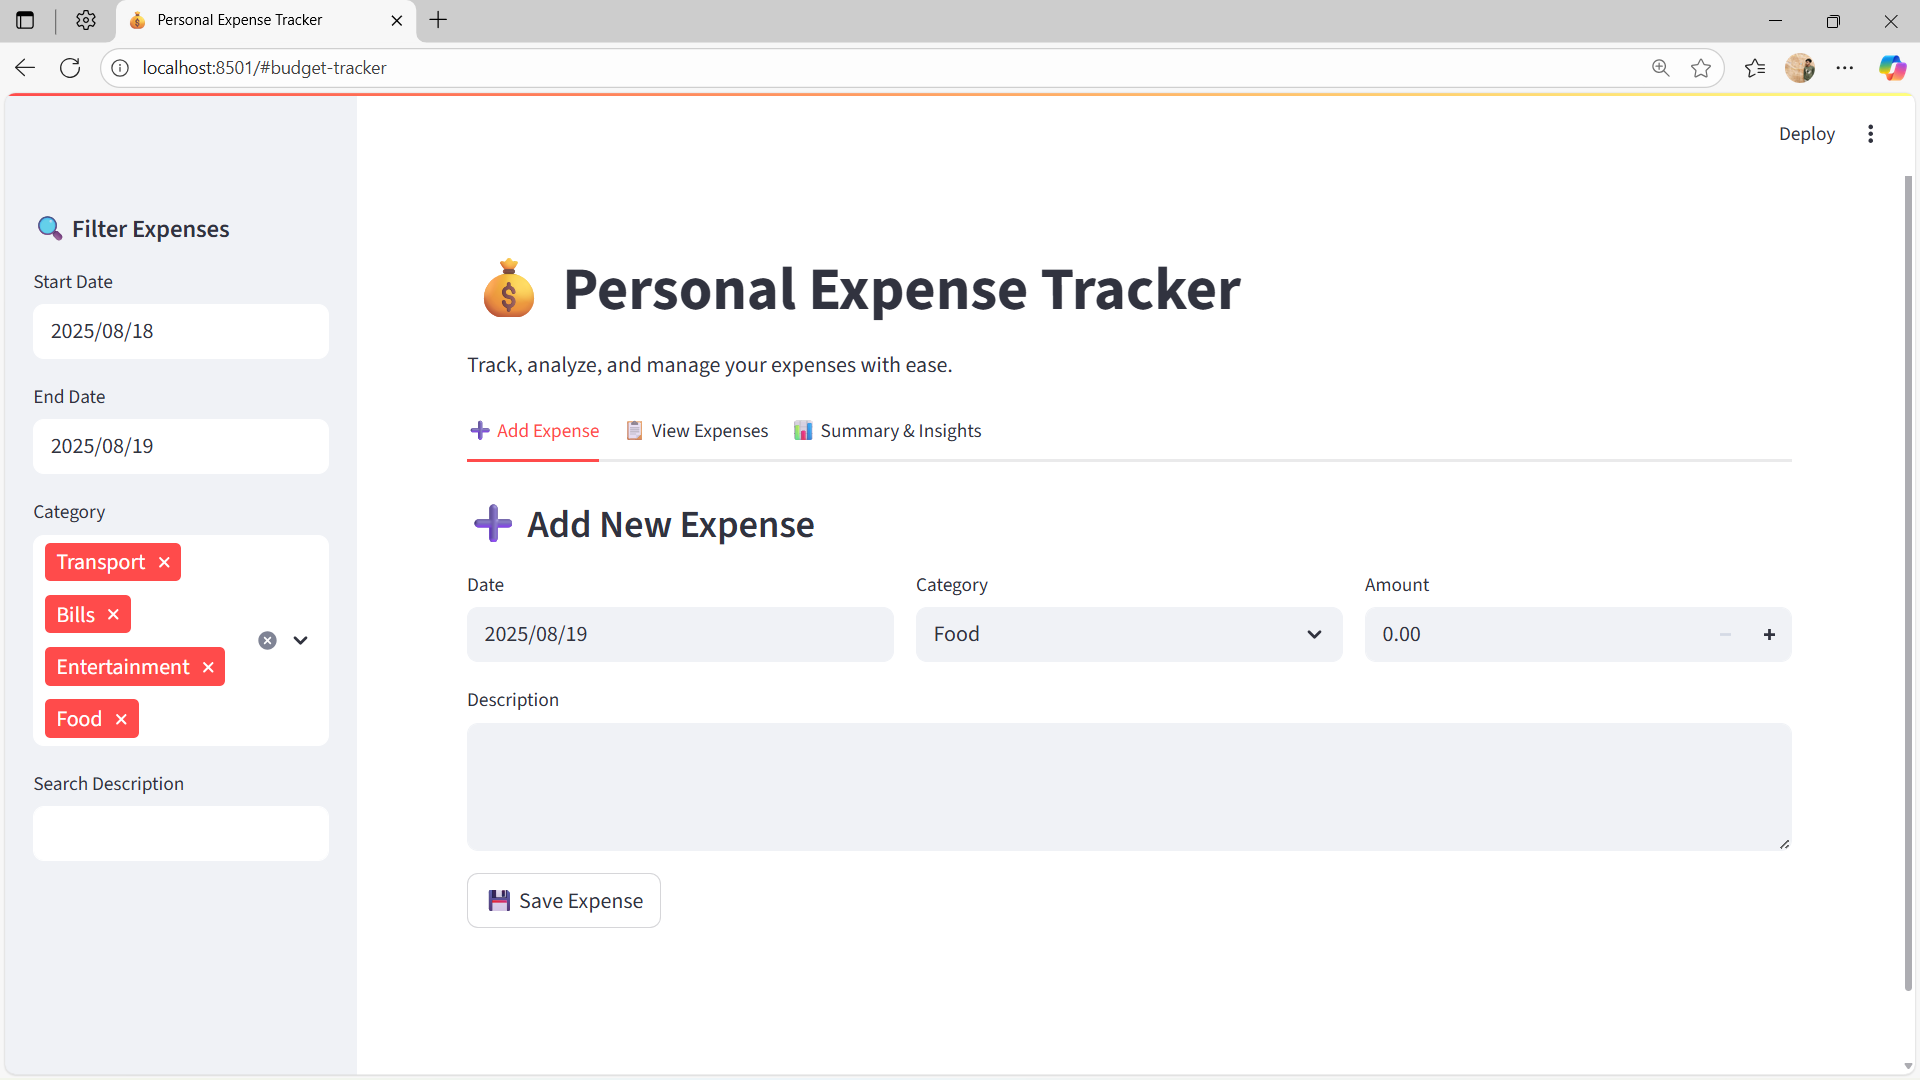 Personal Expense Tracker
localhost:8501/#budget-tracker
Deploy
Filter Expenses
Start Date
2025/08/18
End Date
2025/08/19
Category
Transport
Bills
Entertainment
Food
Search Description
Personal Expense Tracker
Track, analyze, and manage your expenses with ease.
Add Expense View Expenses Summary & Insights
Add New Expense
Date Category Amount
2025/08/19 Food 0.00
Description
Save Expense